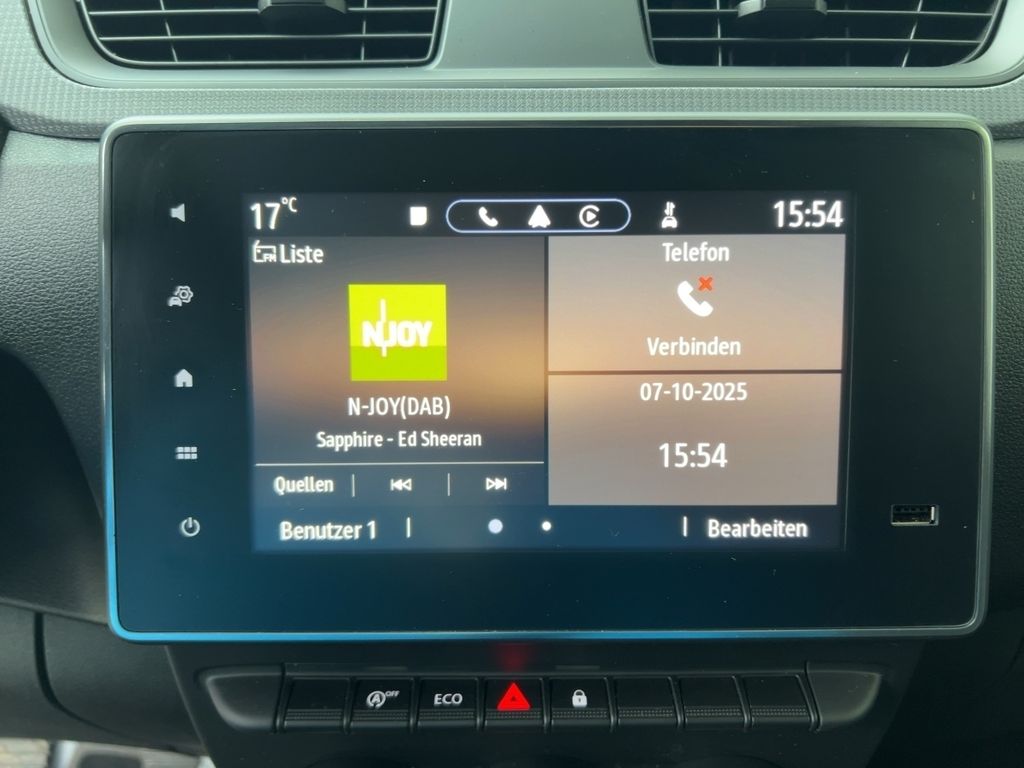 17°C 15:54
FM Liste
N-JOY
N-JOY(DAB)
Sapphire - Ed Sheeran
Quellen
Telefon
Verbinden
07-10-2025
15:54
Benutzer 1
Bearbeiten
A OFF
ECO